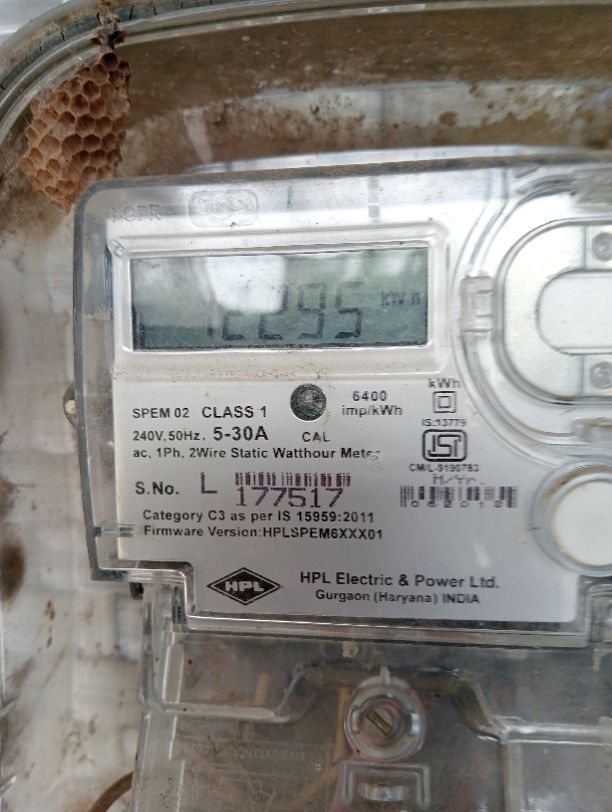 12295 kWh
SPEM 02 CLASS 1
6400
imp/kWh
kWh
240V,50Hz, 5-30A
CAL
IS:13779
ac, 1Ph, 2Wire Static Watthour Meter
CM/L-9190783
S.No. L 177517
M/Yr.
Category C3 as per IS 15959:2011
Firmware Version:HPLSPEM6XXX01
HPL
HPL Electric & Power Ltd.
Gurgaon (Haryana) INDIA